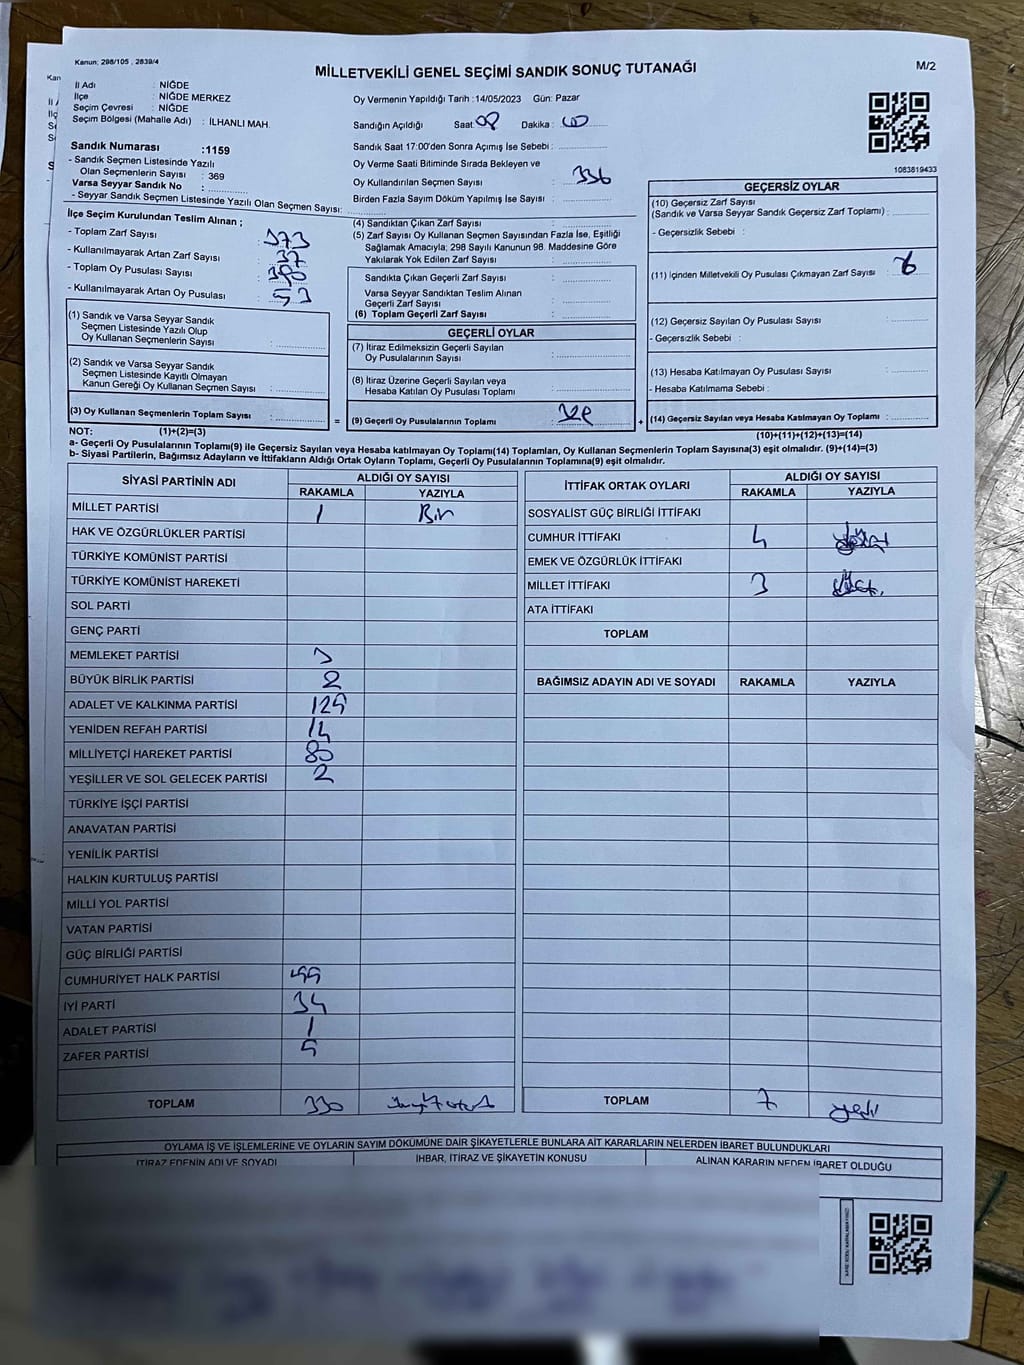 Kanun; 298/105 , 2839/4
MİLLETVEKİLİ GENEL SEÇİMİ SANDIK SONUÇ TUTANAĞI
M/2
İl Adı : NİĞDE
İlçe : NİĞDE MERKEZ
Seçim Çevresi : NİĞDE
Seçim Bölgesi (Mahalle Adı) : İLHANLI MAH.
Sandık Numarası :1159
- Sandık Seçmen Listesinde Yazılı
Olan Seçmenlerin Sayısı : 369
Varsa Seyyar Sandık No :
- Seyyar Sandık Seçmen Listesinde Yazılı Olan Seçmen Sayısı:
Oy Vermenin Yapıldığı Tarih :14/05/2023 Gün: Pazar
Sandığın Açıldığı Saat: 08 Dakika: 00
Sandık Saat 17:00'den Sonra Açımış İse Sebebi :
Oy Verme Saati Bitiminde Sırada Bekleyen ve
Oy Kullandırılan Seçmen Sayısı : 336
Birden Fazla Sayım Döküm Yapılmış İse Sayısı :
1083819433
İlçe Seçim Kurulundan Teslim Alınan ;
- Toplam Zarf Sayısı : 373
- Kullanılmayarak Artan Zarf Sayısı : 37
- Toplam Oy Pusulası Sayısı : 390
- Kullanılmayarak Artan Oy Pusulası : 53
(1) Sandık ve Varsa Seyyar Sandık
Seçmen Listesinde Yazılı Olup
Oy Kullanan Seçmenlerin Sayısı :
(2) Sandık ve Varsa Seyyar Sandık
Seçmen Listesinde Kayıtlı Olmayan
Kanun Gereği Oy Kullanan Seçmen Sayısı :
(3) Oy Kullanan Seçmenlerin Toplam Sayısı :
(4) Sandıktan Çıkan Zarf Sayısı :
(5) Zarf Sayısı Oy Kullanan Seçmen Sayısından Fazla İse, Eşitliği
Sağlamak Amacıyla; 298 Sayılı Kanunun 98. Maddesine Göre
Yakılarak Yok Edilen Zarf Sayısı :
Sandıkta Çıkan Geçerli Zarf Sayısı :
Varsa Seyyar Sandıktan Teslim Alınan
Geçerli Zarf Sayısı :
(6) Toplam Geçerli Zarf Sayısı :
GEÇERLİ OYLAR
(7) İtiraz Edilmeksizin Geçerli Sayılan
Oy Pusulalarının Sayısı :
(8) İtiraz Üzerine Geçerli Sayılan veya
Hesaba Katılan Oy Pusulası Toplamı :
= (9) Geçerli Oy Pusulalarının Toplamı :
GEÇERSİZ OYLAR
(10) Geçersiz Zarf Sayısı
(Sandık ve Varsa Seyyar Sandık Geçersiz Zarf Toplamı) :
- Geçersizlik Sebebi :
(11) İçinden Milletvekili Oy Pusulası Çıkmayan Zarf Sayısı :
(12) Geçersiz Sayılan Oy Pusulası Sayısı :
- Geçersizlik Sebebi :
(13) Hesaba Katılmayan Oy Pusulası Sayısı :
- Hesaba Katılmama Sebebi :
+ (14) Geçersiz Sayılan veya Hesaba Katılmayan Oy Toplamı :
NOT: (1)+(2)=(3) (10)+(11)+(12)+(13)=(14)
a- Geçerli Oy Pusulalarının Toplamı(9) ile Geçersiz Sayılan veya Hesaba katılmayan Oy Toplamı(14) Toplamları, Oy Kullanan Seçmenlerin Toplam Sayısına(3) eşit olmalıdır. (9)+(14)=(3)
b- Siyasi Partilerin, Bağımsız Adayların ve İttifakların Aldığı Ortak Oyların Toplamı, Geçerli Oy Pusulalarının Toplamına(9) eşit olmalıdır.
SİYASİ PARTİNİN ADI ALDIĞI OY SAYISI
RAKAMLA YAZIYLA
MİLLET PARTİSİ 1 Bir
HAK VE ÖZGÜRLÜKLER PARTİSİ
TÜRKİYE KOMÜNİST PARTİSİ
TÜRKİYE KOMÜNİST HAREKETİ
SOL PARTİ
GENÇ PARTİ
MEMLEKET PARTİSİ 3
BÜYÜK BİRLİK PARTİSİ 2
ADALET VE KALKINMA PARTİSİ 125
YENİDEN REFAH PARTİSİ 14
MİLLİYETÇİ HAREKET PARTİSİ 80
YEŞİLLER VE SOL GELECEK PARTİSİ 2
TÜRKİYE İŞÇİ PARTİSİ
ANAVATAN PARTİSİ
YENİLİK PARTİSİ
HALKIN KURTULUŞ PARTİSİ
MİLLİ YOL PARTİSİ
VATAN PARTİSİ
GÜÇ BİRLİĞİ PARTİSİ
CUMHURİYET HALK PARTİSİ
İYİ PARTİ 34
ADALET PARTİSİ 1
ZAFER PARTİSİ 5
TOPLAM 330
İTTİFAK ORTAK OYLARI ALDIĞI OY SAYISI
RAKAMLA YAZIYLA
SOSYALİST GÜÇ BİRLİĞİ İTTİFAKI
CUMHUR İTTİFAKI 4
EMEK VE ÖZGÜRLÜK İTTİFAKI
MİLLET İTTİFAKI 3
ATA İTTİFAKI
TOPLAM
BAĞIMSIZ ADAYIN ADI VE SOYADI RAKAMLA YAZIYLA
TOPLAM 7 yedi
OYLAMA İŞ VE İŞLEMLERİNE VE OYLARIN SAYIM DÖKÜMÜNE DAİR ŞİKAYETLERLE BUNLARA AİT KARARLARIN NELERDEN İBARET BULUNDUKLARI
İTİRAZ EDENİN ADI VE SOYADI İHBAR, İTİRAZ VE ŞİKAYETİN KONUSU ALINAN KARARIN NEDEN İBARET OLDUĞU